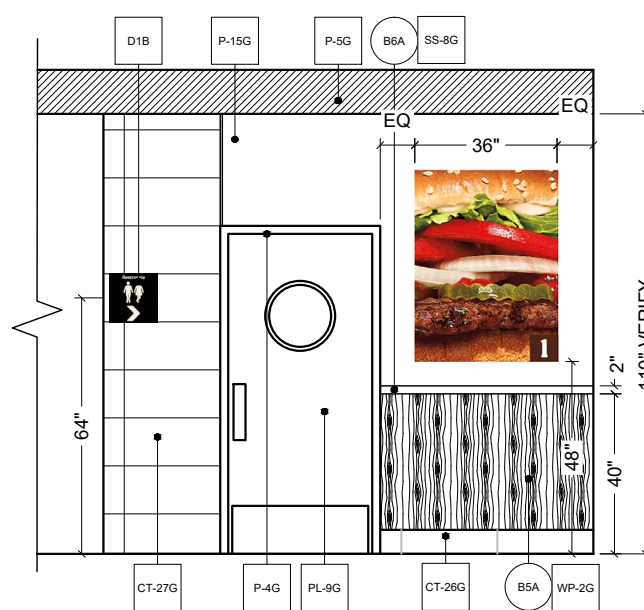 D1B
P-15G
P-5G
B6A
SS-8G
EQ
EQ
36"
Restrooms
1
2"
64"
48"
40"
CT-27G
P-4G
PL-9G
CT-26G
B5A
WP-2G